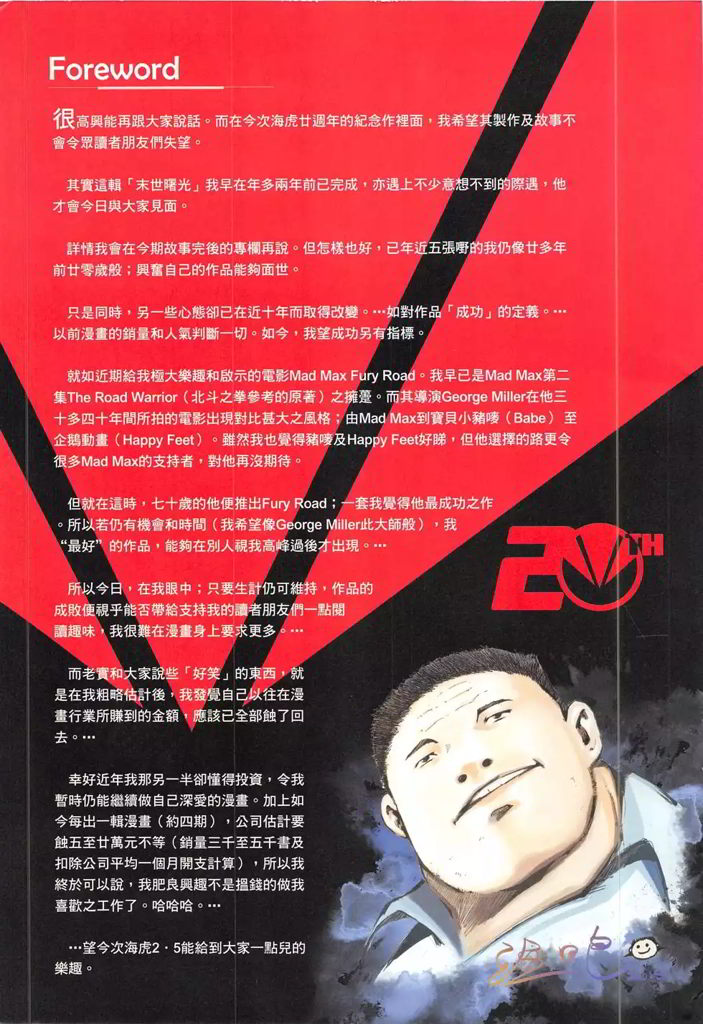 Foreword
很高興能再跟大家說話。而在今次海虎廿週年的紀念作裡面，我希望其製作及故事不
會令眾讀者朋友們失望。
其實這輯「末世曙光」我早在年多兩年前已完成，亦遇上不少意想不到的際遇，他
才會今日與大家見面。
詳情我會在今期故事完後的專欄再說。但怎樣也好，已年近五張嘢的我仍像廿多年
前廿零歲般；興奮自己的作品能夠面世。
只是同時，另一些心態卻已在近十年而取得改變。…如對作品「成功」的定義。…
以前漫畫的銷量和人氣判斷一切。如今，我望成功另有指標。
就如近期給我極大樂趣和啟示的電影Mad Max Fury Road。我早已是Mad Max第二
集The Road Warrior（北斗之拳參考的原著）之擁躉。而其導演George Miller在他三
十多四十年間所拍的電影出現對比甚大之風格；由Mad Max到寶貝小豬嘜（Babe） 至
企鵝動畫（Happy Feet）。雖然我也覺得豬嘜及Happy Feet好睇，但他選擇的路更令
很多Mad Max的支持者，對他再沒期待。
但就在這時，七十歲的他便推出Fury Road；一套我覺得他最成功之作
。所以若仍有機會和時間（我希望像George Miller此大師般），我
“最好”的作品，能夠在別人視我高峰過後才出現。…
所以今日，在我眼中；只要生計仍可維持，作品的
成敗便視乎能否帶給支持我的讀者朋友們一點閱
讀趣味，我很難在漫畫身上要求更多。…
而老實和大家說些「好笑」的東西，就
是在我粗略估計後，我發覺自己以往在漫
畫行業所賺到的金額，應該已全部蝕了回
去。…
幸好近年我那另一半卻懂得投資，令我
暫時仍能繼續做自己深愛的漫畫。加上如
今每出一輯漫畫（約四期），公司估計要
蝕五至廿萬元不等（銷量三千至五千書及
扣除公司平均一個月開支計算），所以我
終於可以說，我肥良興趣不是搵錢的做我
喜歡之工作了。哈哈哈。…
…望今次海虎2．5能給到大家一點兒的
樂趣。
20TH